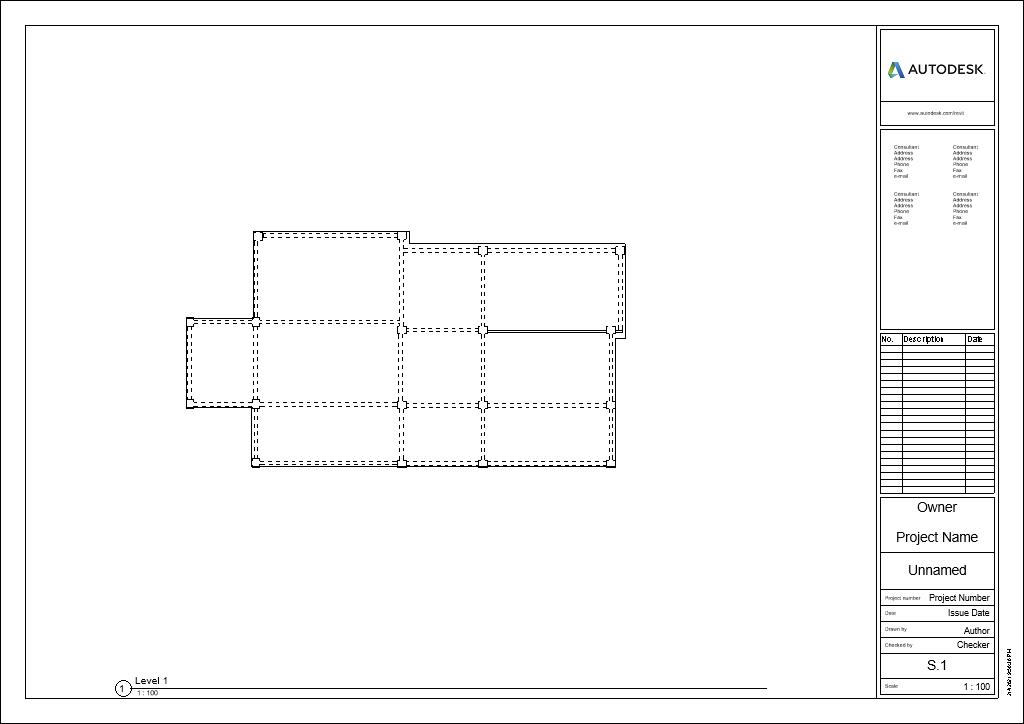 AUTODESK.
www.autodesk.com/revit
Consultant
Address
Address
Phone
Fax
e-mail
Consultant
Address
Address
Phone
Fax
e-mail
Consultant
Address
Address
Phone
Fax
e-mail
Consultant
Address
Address
Phone
Fax
e-mail
No. Description Date
Owner
Project Name
Unnamed
Project number Project Number
Date Issue Date
Drawn by Author
Checked by Checker
S.1
Scale 1 : 100
1 Level 1
1 : 100